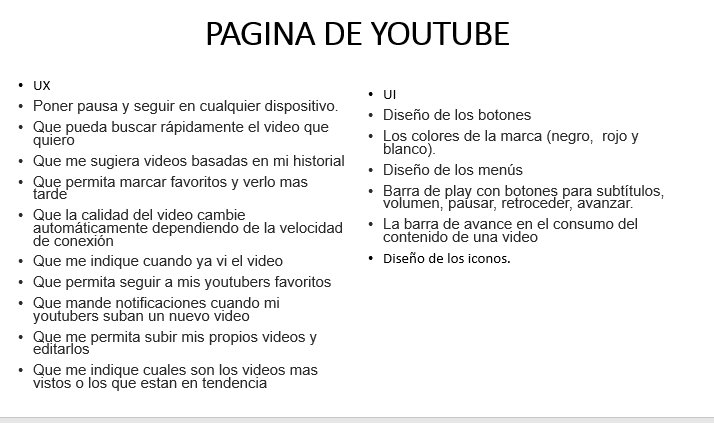 PAGINA DE YOUTUBE
• UX
• Poner pausa y seguir en cualquier dispositivo.
• Que pueda buscar rápidamente el video que
quiero
• Que me sugiera videos basadas en mi historial
• Que permita marcar favoritos y verlo mas
tarde
• Que la calidad del video cambie
automáticamente dependiendo de la velocidad
de conexión
• Que me indique cuando ya vi el video
• Que permita seguir a mis youtubers favoritos
• Que mande notificaciones cuando mi
youtubers suban un nuevo video
• Que me permita subir mis propios videos y
editarlos
• Que me indique cuales son los videos mas
vistos o los que estan en tendencia
• UI
• Diseño de los botones
• Los colores de la marca (negro, rojo y
blanco).
• Diseño de los menús
• Barra de play con botones para subtítulos,
volumen, pausar, retroceder, avanzar.
• La barra de avance en el consumo del
contenido de una video
• Diseño de los iconos.